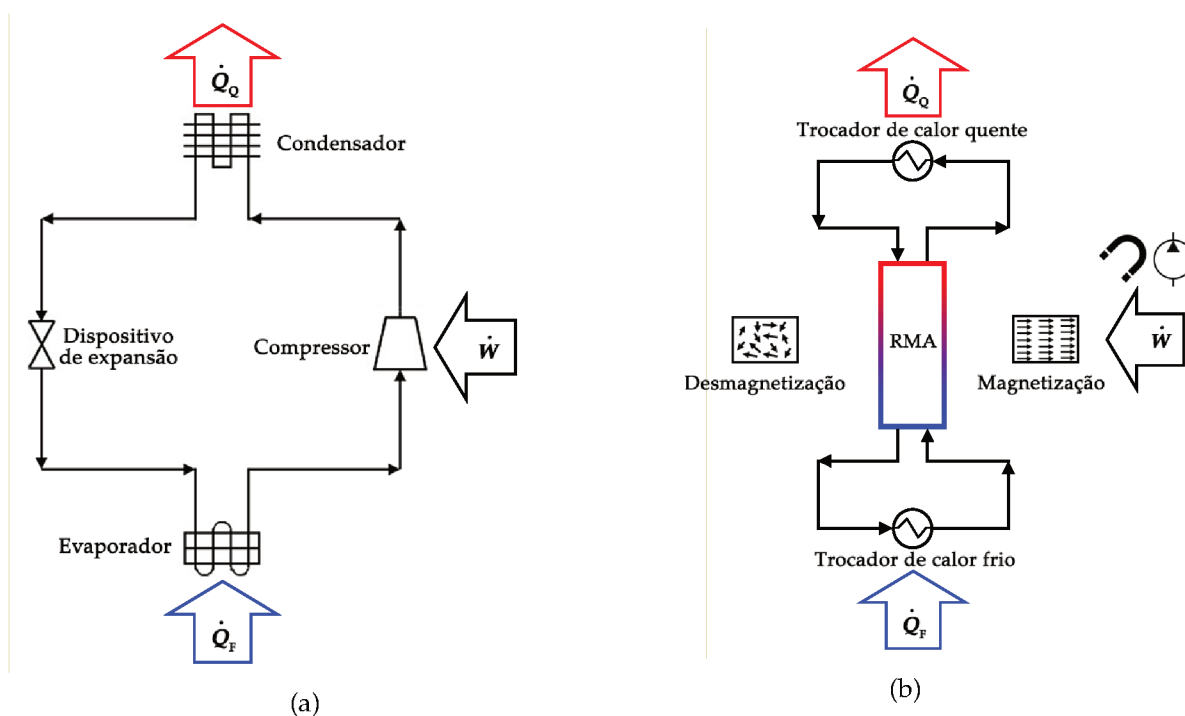 Q̇Q
Condensador
Dispositivo
de expansão
Compressor
Ẇ
Evaporador
Q̇F
(a)
Q̇Q
Trocador de calor quente
RMA
Desmagnetização
Magnetização
Ẇ
Trocador de calor frio
Q̇F
(b)